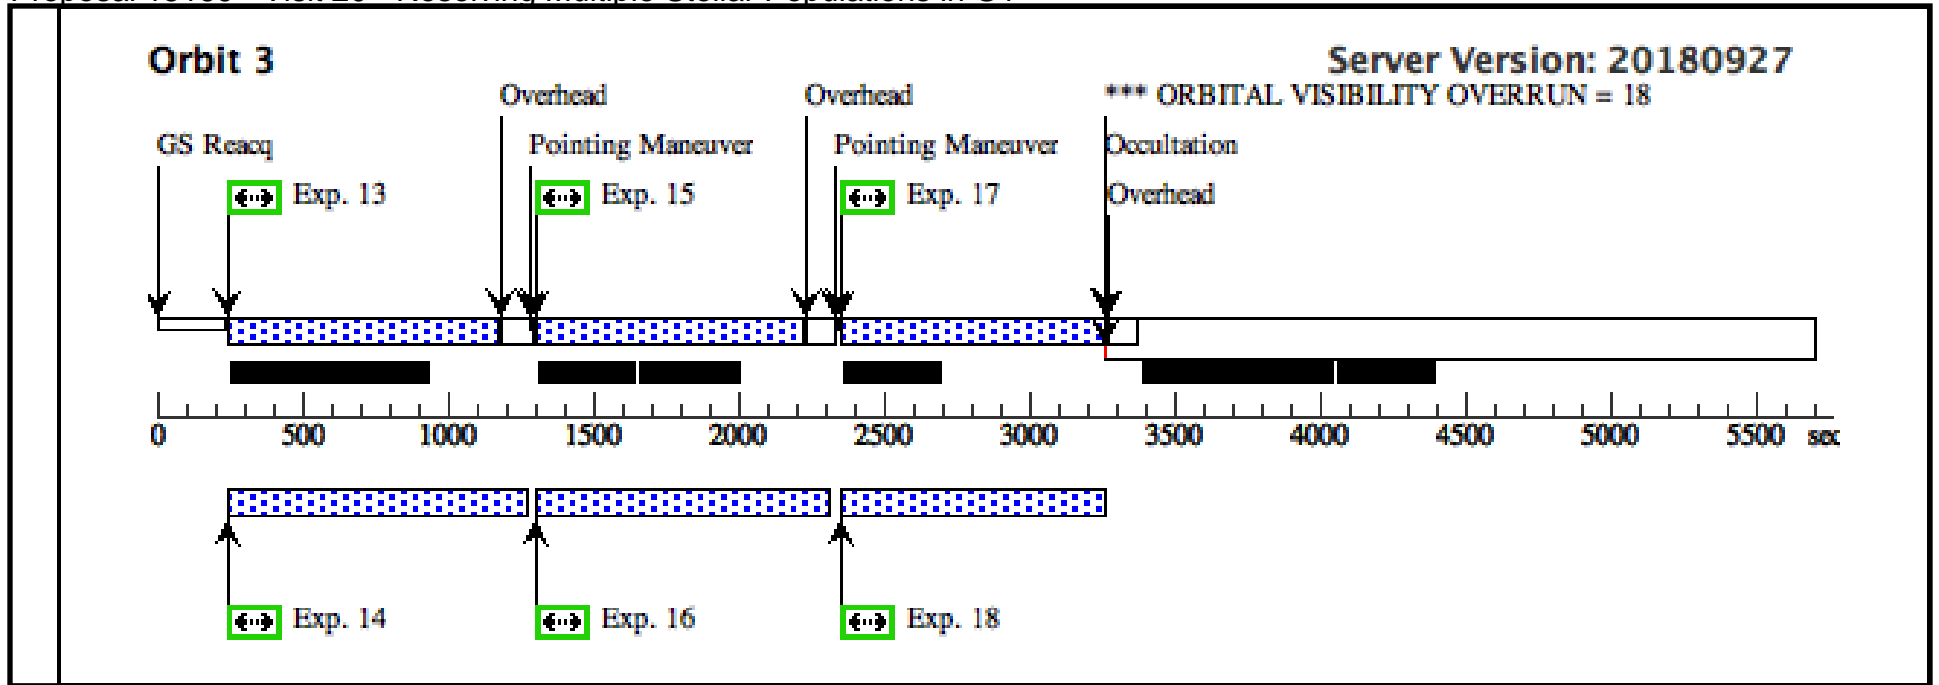 Orbit 3
Server Version: 20180927
Overhead
Overhead
*** ORBITAL VISIBILITY OVERRUN = 18
GS Reacq
Pointing Maneuver
Pointing Maneuver
Occultation
Exp. 13
Exp. 15
Exp. 17
Overhead
0 500 1000 1500 2000 2500 3000 3500 4000 4500 5000 5500 sec
Exp. 14
Exp. 16
Exp. 18